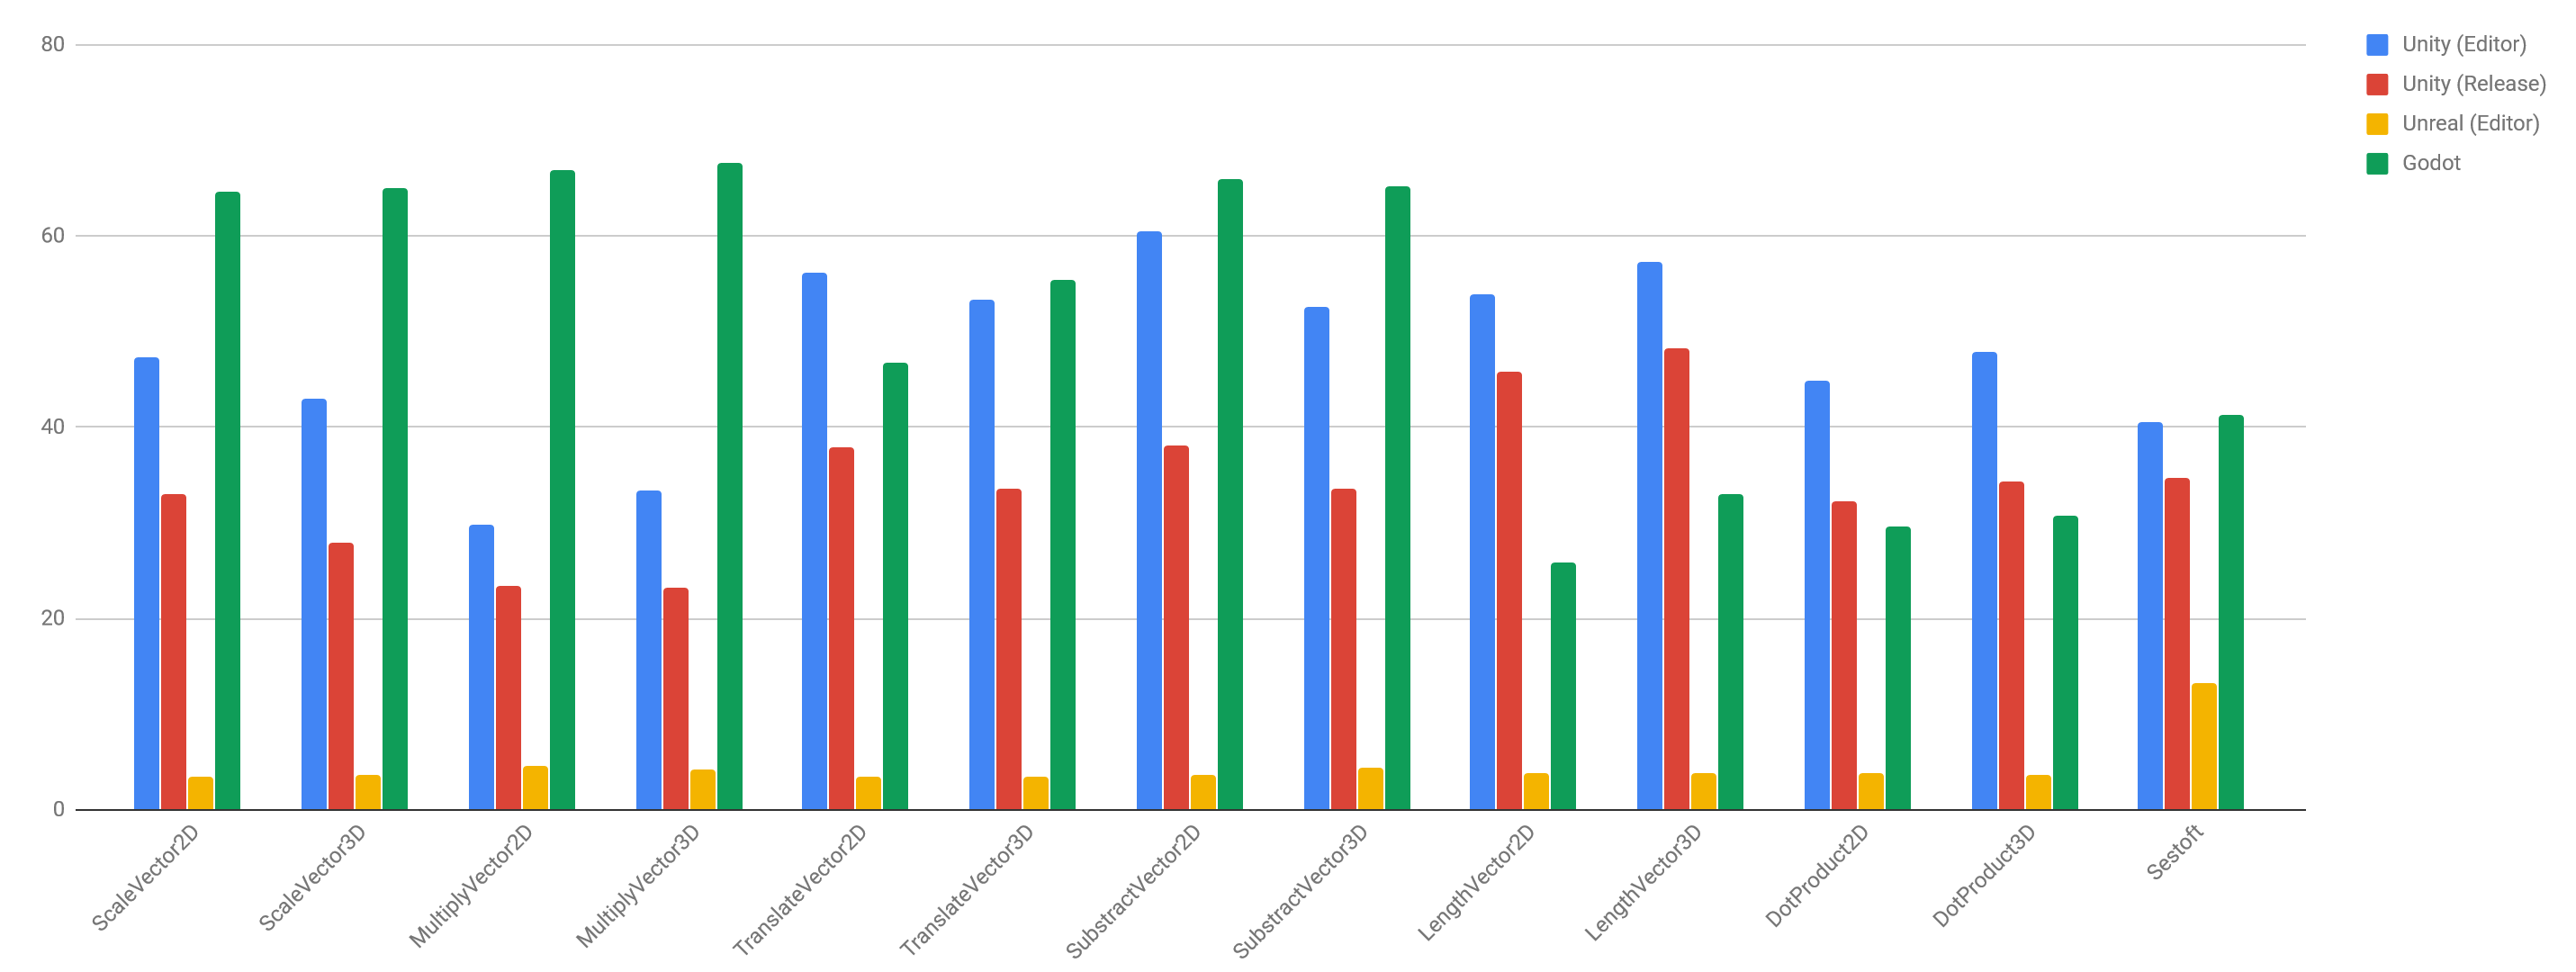 80
60
40
20
0
Unity (Editor)
Unity (Release)
Unreal (Editor)
Godot
ScaleVector2D
ScaleVector3D
MultiplyVector2D
MultiplyVector3D
TranslateVector2D
TranslateVector3D
SubstractVector2D
SubstractVector3D
LengthVector2D
LengthVector3D
DotProduct2D
DotProduct3D
Sestoft